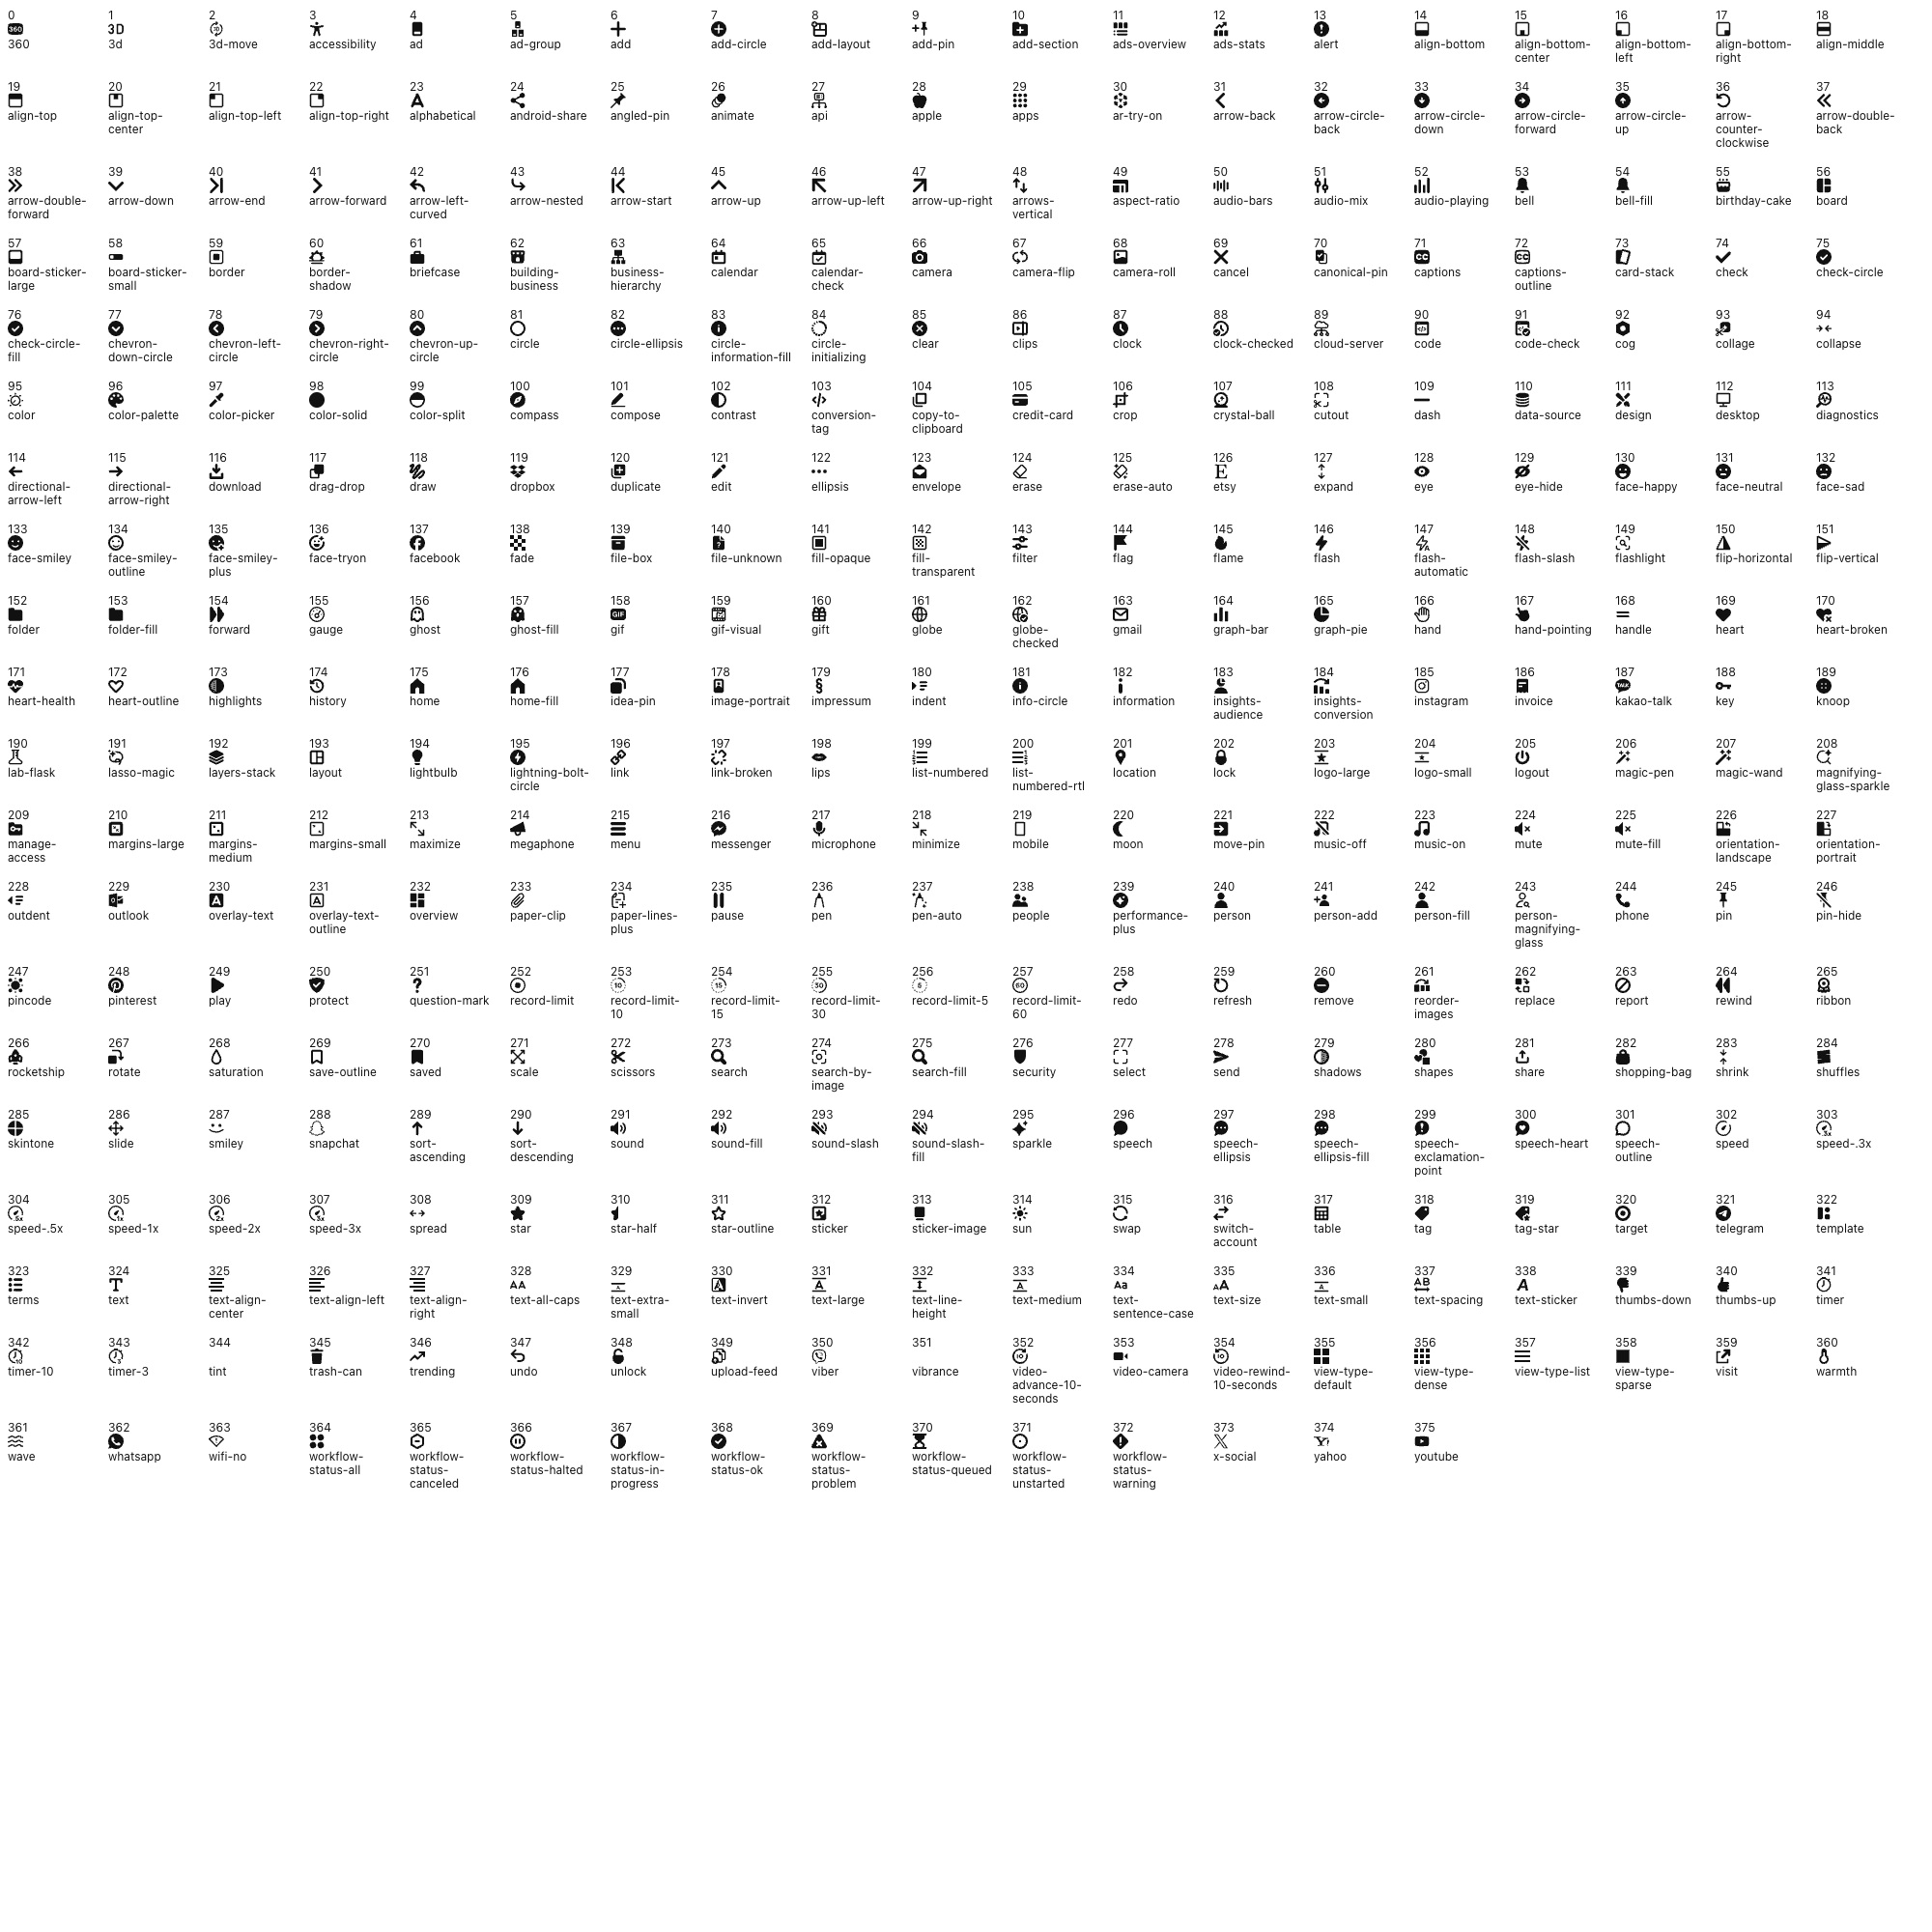 0 1 2 3 4 5 6 7 8 9 10 11 12 13 14 15 16 17 18
360 3d 3d-move accessibility ad ad-group add add-circle add-layout add-pin add-section ads-overview ads-stats alert align-bottom align-bottom- align-bottom- align-bottom- align-middle
center left right
19 20 21 22 23 24 25 26 27 28 29 30 31 32 33 34 35 36 37
align-top align-top- align-top-left align-top-right alphabetical android-share angled-pin animate api apple apps ar-try-on arrow-back arrow-circle- arrow-circle- arrow-circle- arrow-circle- arrow- arrow-double-
center back down forward up counter- back
clockwise
38 39 40 41 42 43 44 45 46 47 48 49 50 51 52 53 54 55 56
arrow-double- arrow-down arrow-end arrow-forward arrow-left- arrow-nested arrow-start arrow-up arrow-up-left arrow-up-right arrows- aspect-ratio audio-bars audio-mix audio-playing bell bell-fill birthday-cake board
forward curved vertical
57 58 59 60 61 62 63 64 65 66 67 68 69 70 71 72 73 74 75
board-sticker- board-sticker- border border- briefcase building- business- calendar calendar- camera camera-flip camera-roll cancel canonical-pin captions captions- card-stack check check-circle
large small shadow business hierarchy check outline
76 77 78 79 80 81 82 83 84 85 86 87 88 89 90 91 92 93 94
check-circle- chevron- chevron-left- chevron-right- chevron-up- circle circle-ellipsis circle- circle- clear clips clock clock-checked cloud-server code code-check cog collage collapse
fill down-circle circle circle circle information-fill initializing
95 96 97 98 99 100 101 102 103 104 105 106 107 108 109 110 111 112 113
color color-palette color-picker color-solid color-split compass compose contrast conversion- copy-to- credit-card crop crystal-ball cutout dash data-source design desktop diagnostics
tag clipboard
114 115 116 117 118 119 120 121 122 123 124 125 126 127 128 129 130 131 132
directional- directional- download drag-drop draw dropbox duplicate edit ellipsis envelope erase erase-auto etsy expand eye eye-hide face-happy face-neutral face-sad
arrow-left arrow-right
133 134 135 136 137 138 139 140 141 142 143 144 145 146 147 148 149 150 151
face-smiley face-smiley- face-smiley- face-tryon facebook fade file-box file-unknown fill-opaque fill- filter flag flame flash flash- flash-slash flashlight flip-horizontal flip-vertical
outline plus transparent automatic
152 153 154 155 156 157 158 159 160 161 162 163 164 165 166 167 168 169 170
folder folder-fill forward gauge ghost ghost-fill gif gif-visual gift globe globe- gmail graph-bar graph-pie hand hand-pointing handle heart heart-broken
checked
171 172 173 174 175 176 177 178 179 180 181 182 183 184 185 186 187 188 189
heart-health heart-outline highlights history home home-fill idea-pin image-portrait impressum indent info-circle information insights- insights- instagram invoice kakao-talk key knoop
audience conversion
190 191 192 193 194 195 196 197 198 199 200 201 202 203 204 205 206 207 208
lab-flask lasso-magic layers-stack layout lightbulb lightning-bolt- link link-broken lips list-numbered list- location lock logo-large logo-small logout magic-pen magic-wand magnifying-
circle numbered-rtl glass-sparkle
209 210 211 212 213 214 215 216 217 218 219 220 221 222 223 224 225 226 227
manage- margins-large margins- margins-small maximize megaphone menu messenger microphone minimize mobile moon move-pin music-off music-on mute mute-fill orientation- orientation-
access medium landscape portrait
228 229 230 231 232 233 234 235 236 237 238 239 240 241 242 243 244 245 246
outdent outlook overlay-text overlay-text- overview paper-clip paper-lines- pause pen pen-auto people performance- person person-add person-fill person- phone pin pin-hide
outline plus plus magnifying-
glass
247 248 249 250 251 252 253 254 255 256 257 258 259 260 261 262 263 264 265
pincode pinterest play protect question-mark record-limit record-limit- record-limit- record-limit- record-limit-5 record-limit- redo refresh remove reorder- replace report rewind ribbon
10 15 30 60 images
266 267 268 269 270 271 272 273 274 275 276 277 278 279 280 281 282 283 284
rocketship rotate saturation save-outline saved scale scissors search search-by- search-fill security select send shadows shapes share shopping-bag shrink shuffles
image
285 286 287 288 289 290 291 292 293 294 295 296 297 298 299 300 301 302 303
skintone slide smiley snapchat sort- sort- sound sound-fill sound-slash sound-slash- sparkle speech speech- speech- speech- speech-heart speech- speed speed-.3x
ascending descending fill ellipsis ellipsis-fill exclamation- outline
point
304 305 306 307 308 309 310 311 312 313 314 315 316 317 318 319 320 321 322
speed-.5x speed-1x speed-2x speed-3x spread star star-half star-outline sticker sticker-image sun swap switch- table tag tag-star target telegram template
account
323 324 325 326 327 328 329 330 331 332 333 334 335 336 337 338 339 340 341
terms text text-align- text-align-left text-align- text-all-caps text-extra- text-invert text-large text-line- text-medium text- text-size text-small text-spacing text-sticker thumbs-down thumbs-up timer
center right small height sentence-case
342 343 344 345 346 347 348 349 350 351 352 353 354 355 356 357 358 359 360
timer-10 timer-3 tint trash-can trending undo unlock upload-feed viber vibrance video- video-camera video-rewind- view-type- view-type- view-type-list view-type- visit warmth
advance-10- 10-seconds default dense sparse
seconds
361 362 363 364 365 366 367 368 369 370 371 372 373 374 375
wave whatsapp wifi-no workflow- workflow- workflow- workflow- workflow- workflow- workflow- workflow- workflow- x-social yahoo youtube
status-all status- status-halted status-in- status-ok status- status-queued status- status-
canceled progress problem unstarted warning